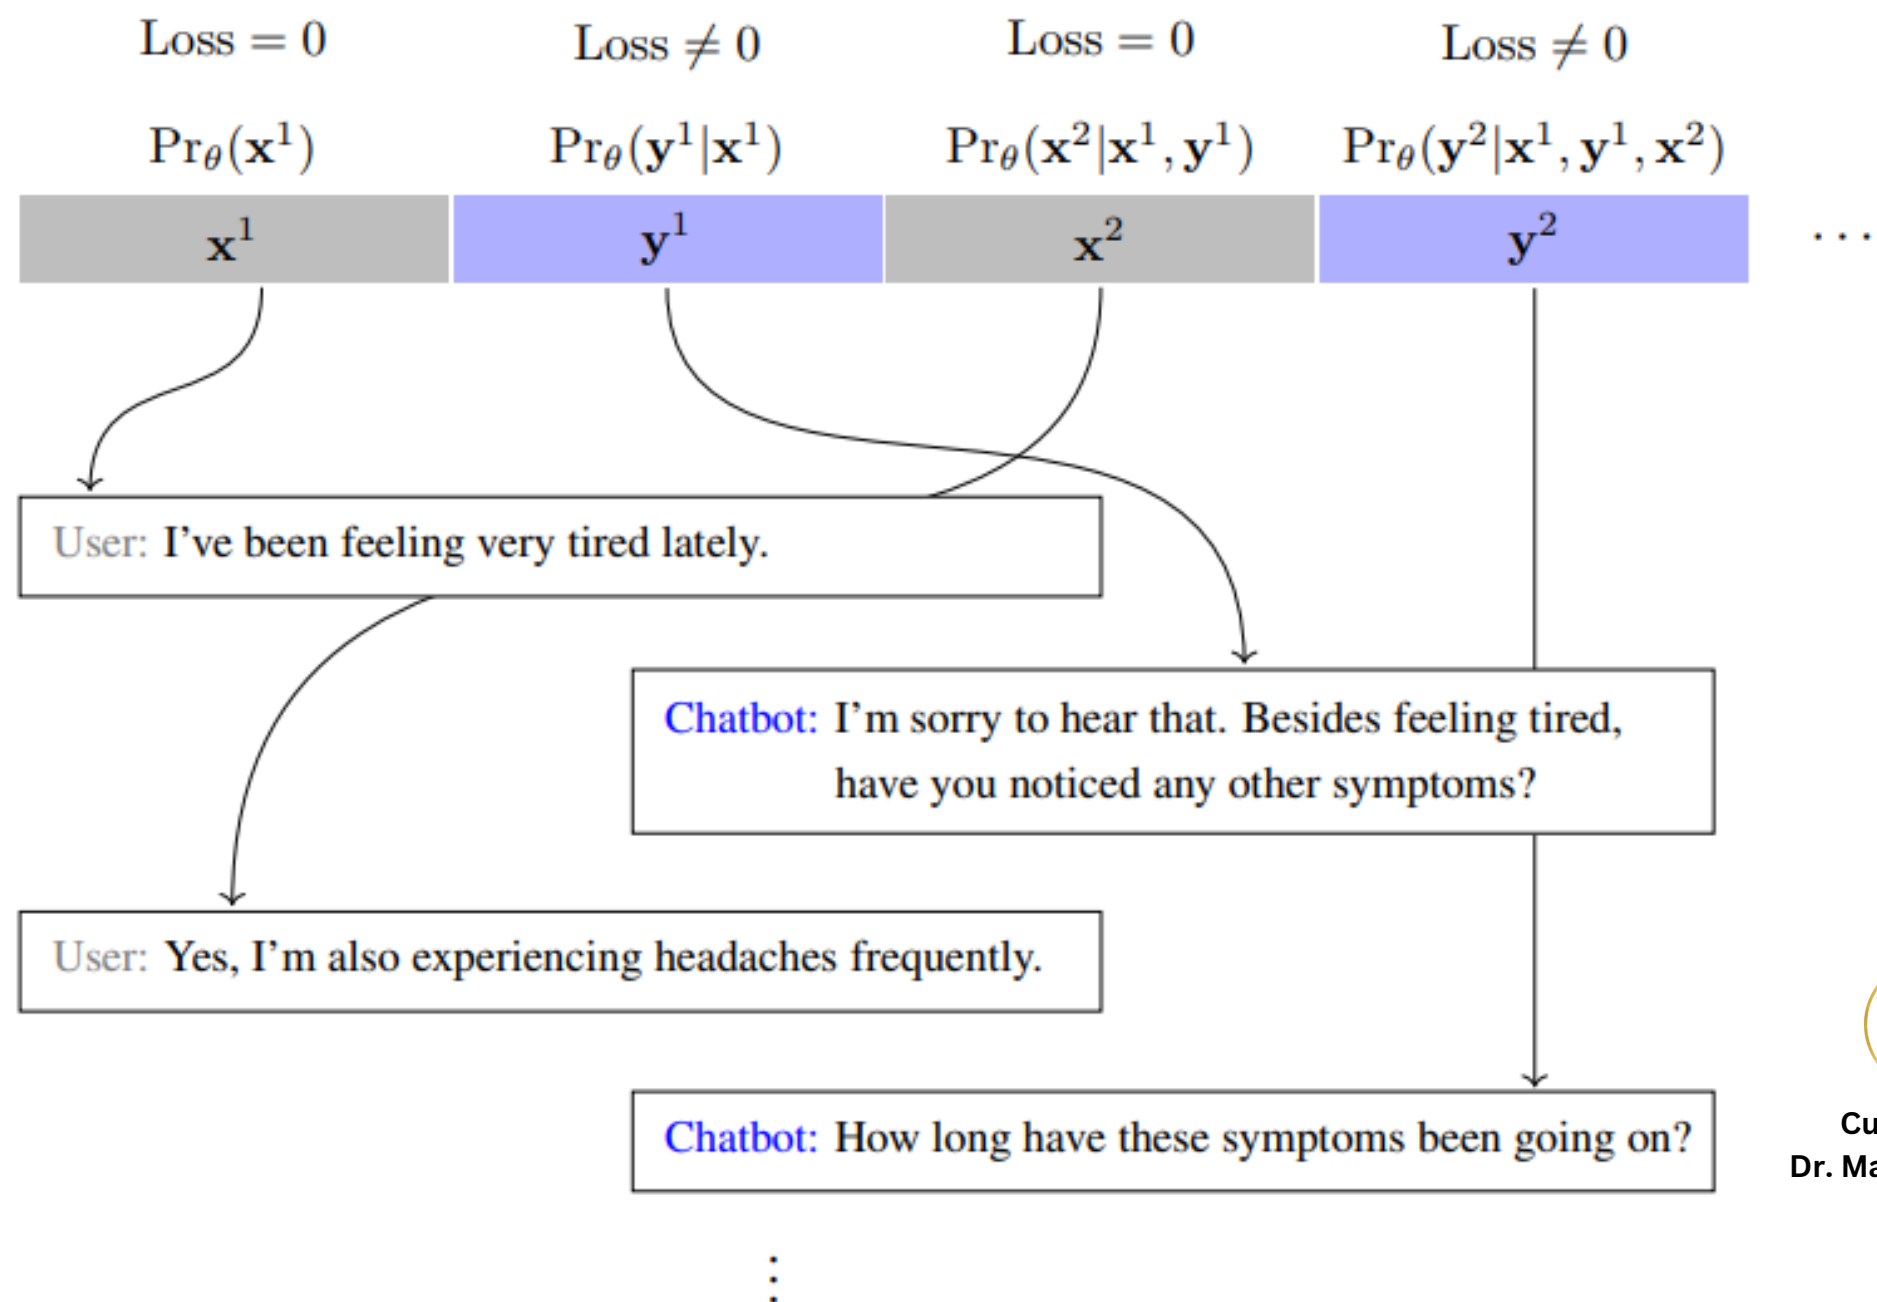 Loss = 0 Loss ≠ 0 Loss = 0 Loss ≠ 0
Prθ(x¹) Prθ(y¹|x¹) Prθ(x²|x¹, y¹) Prθ(y²|x¹, y¹, x²)
x¹ y¹ x² y² ...
User: I've been feeling very tired lately.
Chatbot: I'm sorry to hear that. Besides feeling tired,
have you noticed any other symptoms?
User: Yes, I'm also experiencing headaches frequently.
Chatbot: How long have these symptoms been going on?
⋮
Dr.